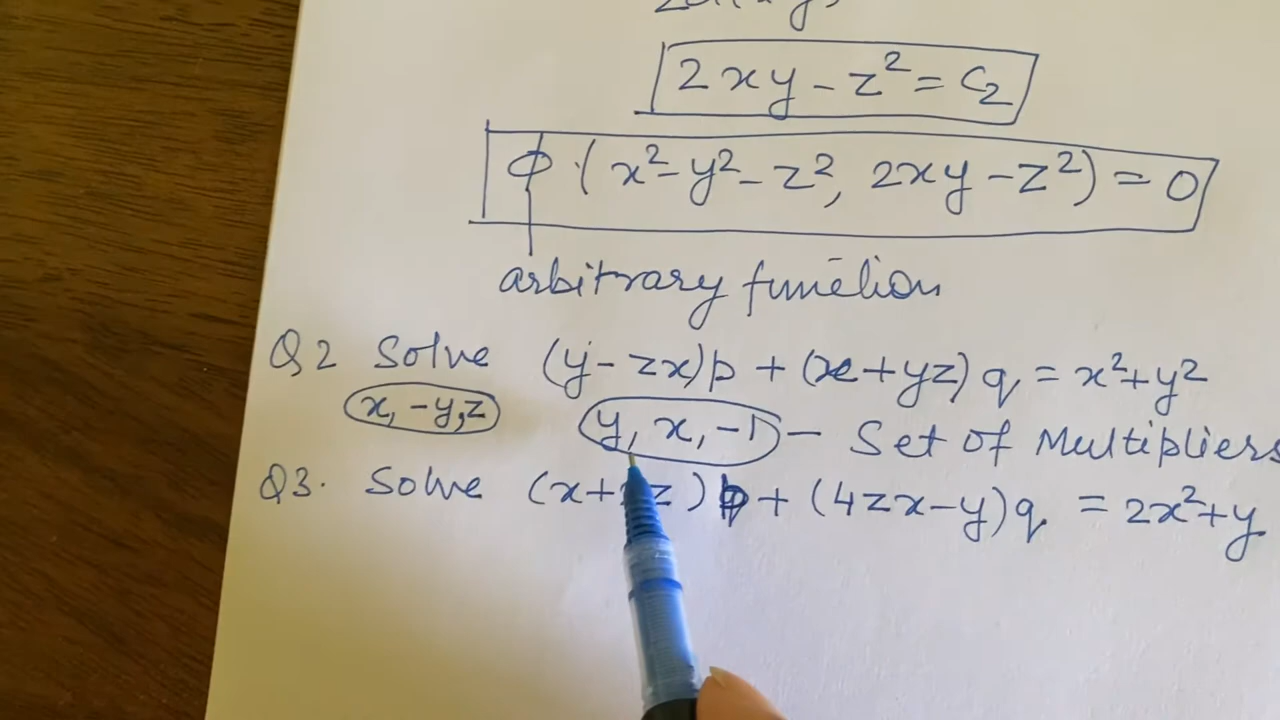 2xy - z² = C₂
ϕ · (x² - y² - z², 2xy - z²) = 0
arbitrary function
Q2 Solve (y - zx)p + (x + yz) q = x² + y²
x, -y, z y, x, -1 - Set of Multipliers
Q3. Solve (x + z) p + (4zx - y) q = 2x² + y